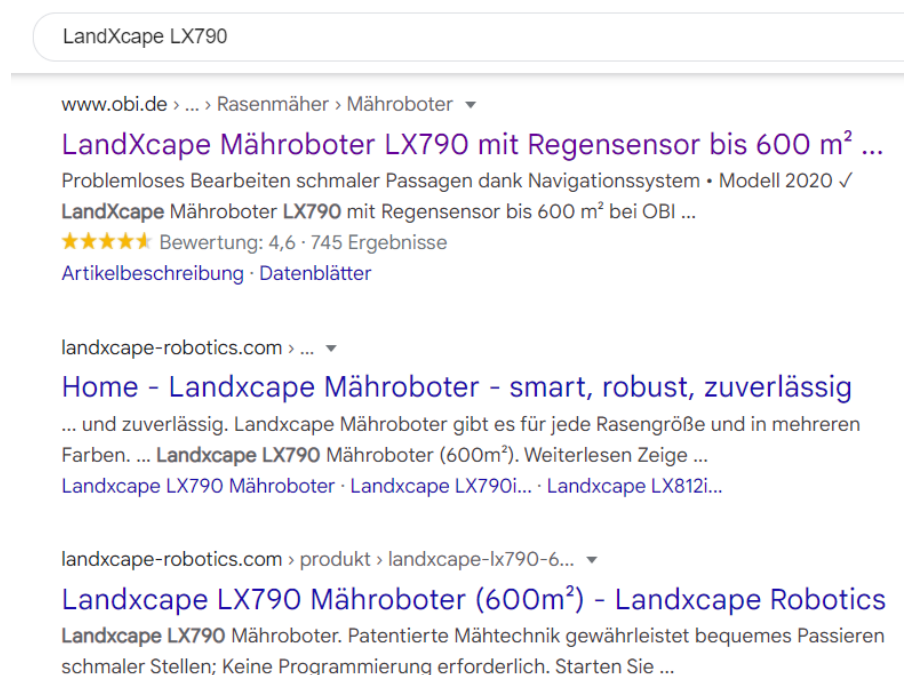 LandXcape LX790
www.obi.de › ... › Rasenmäher › Mähroboter
LandXcape Mähroboter LX790 mit Regensensor bis 600 m² ...
Problemloses Bearbeiten schmaler Passagen dank Navigationssystem • Modell 2020 ✓
LandXcape Mähroboter LX790 mit Regensensor bis 600 m² bei OBI ...
Bewertung: 4,6 · 745 Ergebnisse
Artikelbeschreibung · Datenblätter
landxcape-robotics.com › ...
Home - Landxcape Mähroboter - smart, robust, zuverlässig
... und zuverlässig. Landxcape Mähroboter gibt es für jede Rasengröße und in mehreren
Farben. ... Landxcape LX790 Mähroboter (600m²). Weiterlesen Zeige ...
Landxcape LX790 Mähroboter · Landxcape LX790i... · Landxcape LX812i...
landxcape-robotics.com › produkt › landxcape-lx790-6...
Landxcape LX790 Mähroboter (600m²) - Landxcape Robotics
Landxcape LX790 Mähroboter. Patentierte Mähtechnik gewährleistet bequemes Passieren
schmaler Stellen; Keine Programmierung erforderlich. Starten Sie ...